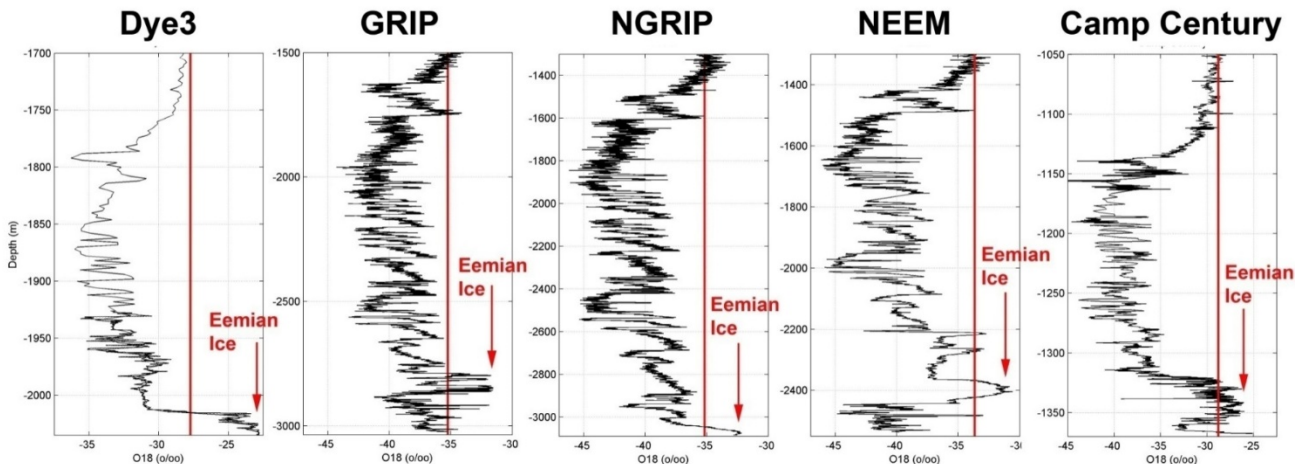 Dye3
GRIP
NGRIP
NEEM
Camp Century
Depth (m)
-1700
-1750
-1800
-1850
-1900
-1950
-2000
Eemian
Ice
-35
-30
-25
O18 (o/oo)
-1500
-2000
-2500
-3000
Eemian
Ice
-45
-40
-35
-30
O18 (o/oo)
-1400
-1600
-1800
-2000
-2200
-2400
-2600
-2800
-3000
Eemian
Ice
-45
-40
-35
-30
O18 (o/oo)
-1400
-1600
-1800
-2000
-2200
-2400
Eemian
Ice
-45
-40
-35
-30
O18 (o/oo)
-1050
-1100
-1150
-1200
-1250
-1300
-1350
Eemian
Ice
-45
-40
-35
-30
-25
O18 (o/oo)